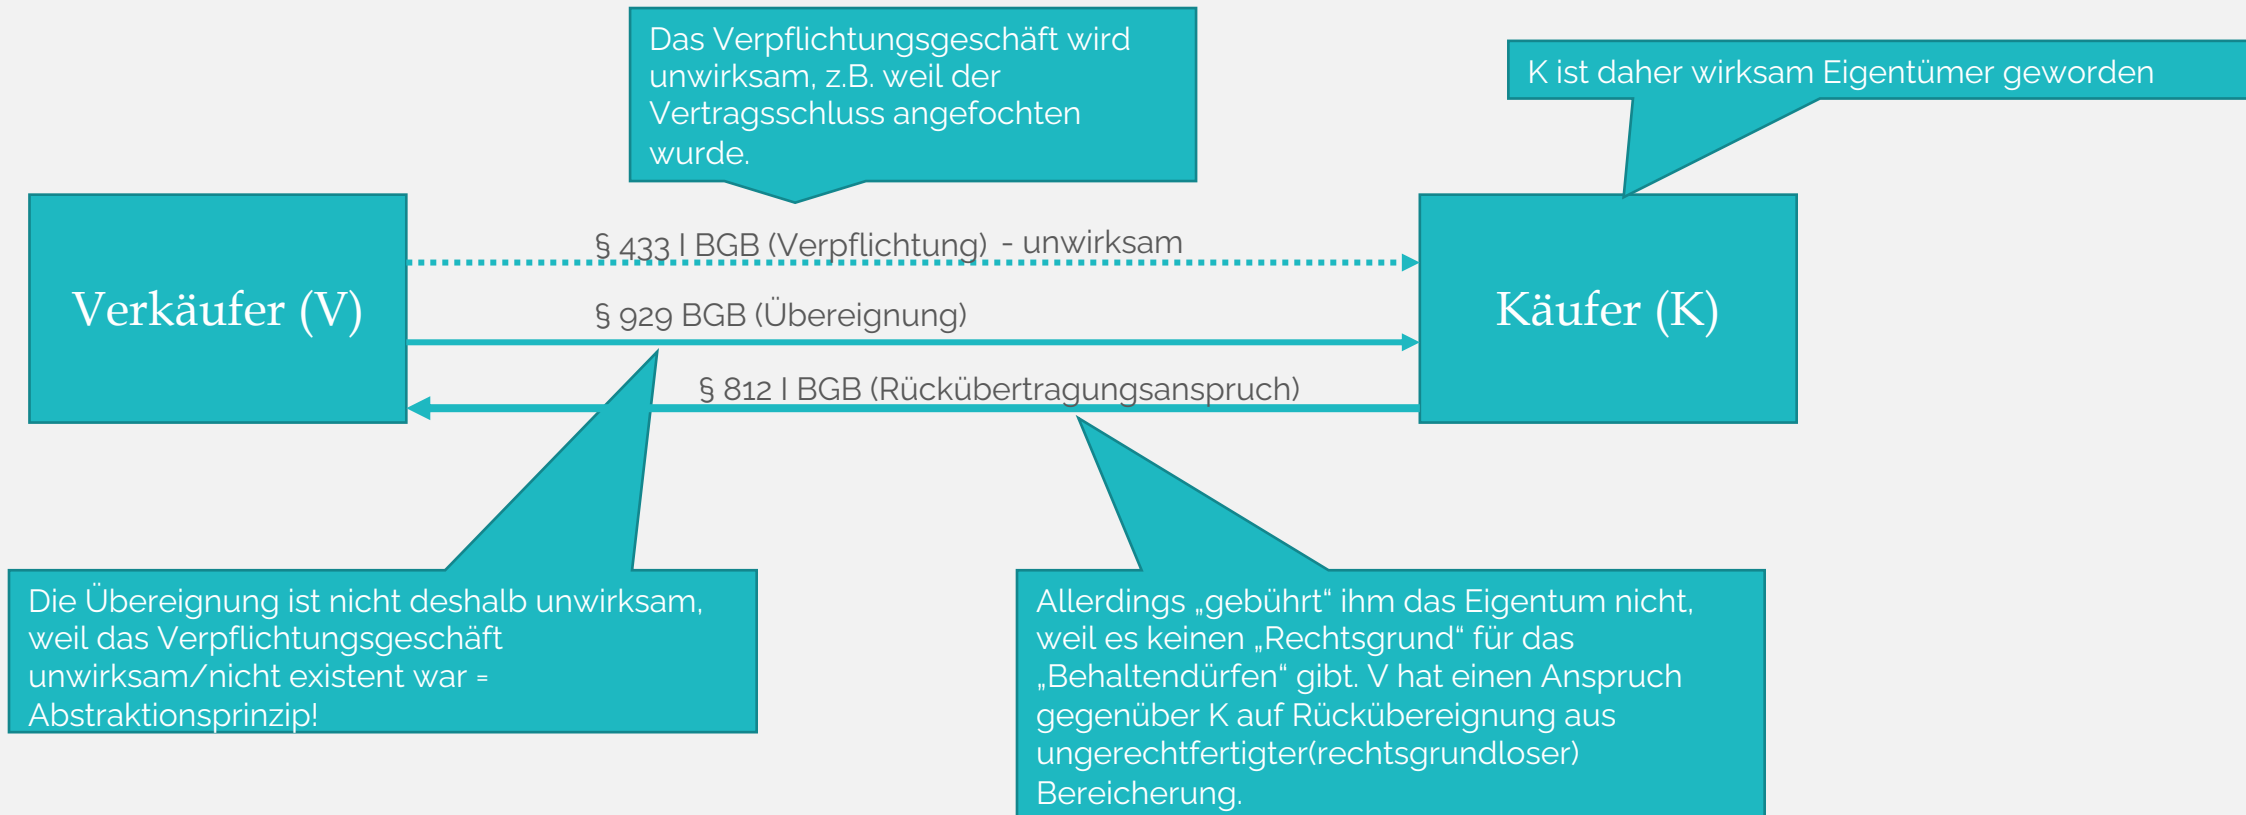 Das Verpflichtungsgeschäft wird
unwirksam, z.B. weil der
Vertragsschluss angefochten
wurde.
K ist daher wirksam Eigentümer geworden
Verkäufer (V)
§ 433 I BGB (Verpflichtung) - unwirksam
§ 929 BGB (Übereignung)
§ 812 I BGB (Rückübertragungsanspruch)
Käufer (K)
Die Übereignung ist nicht deshalb unwirksam,
weil das Verpflichtungsgeschäft
unwirksam/nicht existent war =
Abstraktionsprinzip!
Allerdings „gebührt“ ihm das Eigentum nicht,
weil es keinen „Rechtsgrund“ für das
„Behaltendürfen“ gibt. V hat einen Anspruch
gegenüber K auf Rückübereignung aus
ungerechtfertigter(rechtsgrundloser)
Bereicherung.